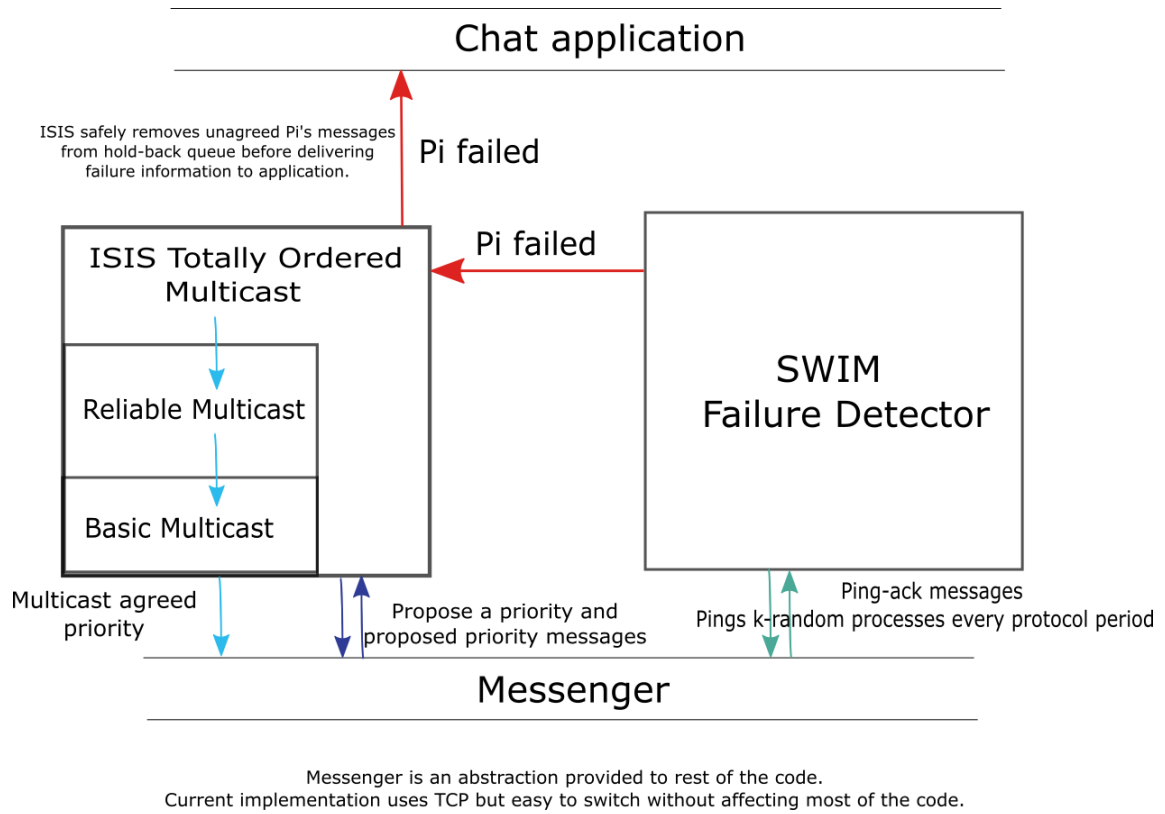 Chat application
ISIS safely removes unagreed Pi's messages
from hold-back queue before delivering
failure information to application.
Pi failed
Pi failed
ISIS Totally Ordered
Multicast
SWIM
Failure Detector
Reliable Multicast
Basic Multicast
Multicast agreed
priority
Propose a priority and
proposed priority messages
Ping-ack messages
Pings k-random processes every protocol period
Messenger
Messenger is an abstraction provided to rest of the code.
Current implementation uses TCP but easy to switch without affecting most of the code.